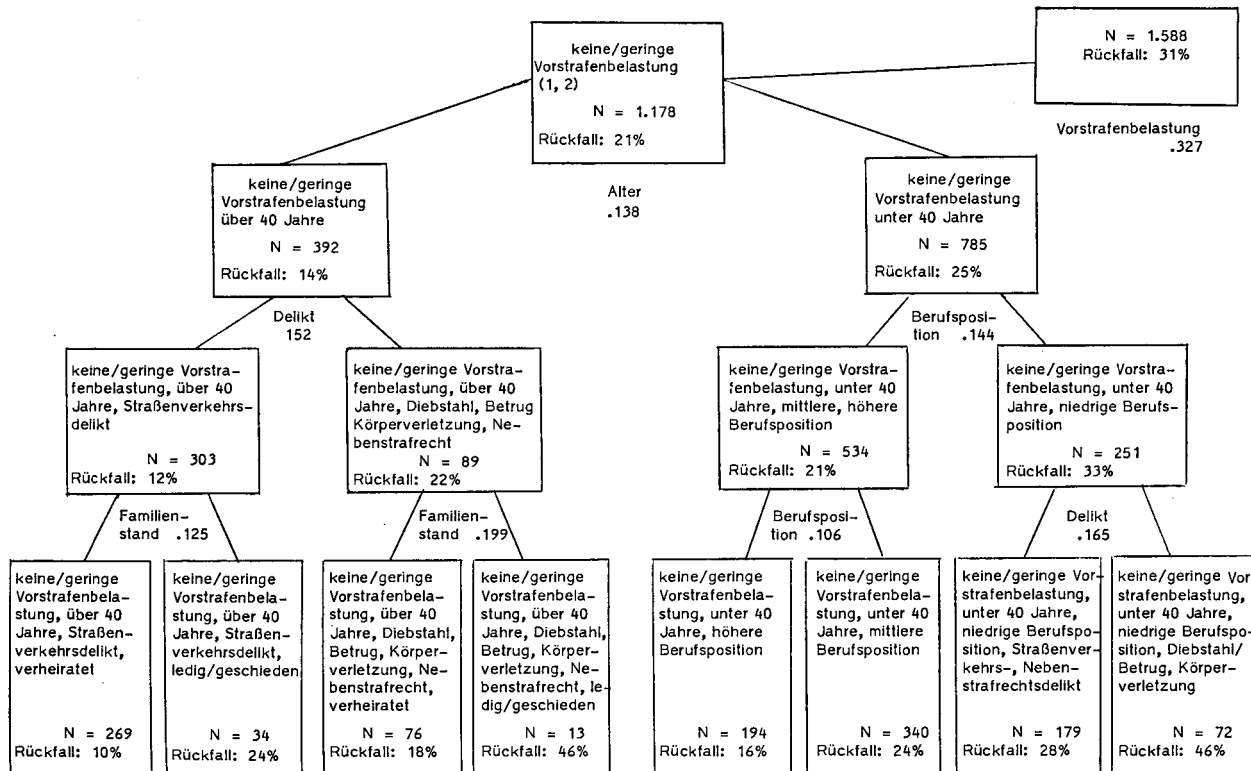 N = 1.588
Rückfall: 31%
Vorstrafenbelastung
.327
keine/geringe
Vorstrafenbelastung
(1, 2)
N = 1.178
Rückfall: 21%
Alter
.138
keine/geringe
Vorstrafenbelastung
über 40 Jahre
N = 392
Rückfall: 14%
keine/geringe
Vorstrafenbelastung
unter 40 Jahre
N = 785
Rückfall: 25%
Delikt
152
Berufsposi-
tion .144
keine/geringe Vorstra-
fenbelastung, über 40
Jahre, Straßenverkehrs-
delikt
N = 303
Rückfall: 12%
keine/geringe Vorstra-
fenbelastung, über 40
Jahre, Diebstahl, Betrug
Körperverletzung, Ne-
benstrafrecht
N = 89
Rückfall: 22%
keine/geringe Vorstra-
fenbelastung, unter 40
Jahre, mittlere, höhere
Berufsposition
N = 534
Rückfall: 21%
keine/geringe Vorstra-
fenbelastung, unter 40
Jahre, niedrige Berufs-
position
N = 251
Rückfall: 33%
Familien-
stand .125
Familien-
stand .199
Berufsposi-
tion .106
Delikt
.165
keine/geringe
Vorstrafenbela-
stung, über 40
Jahre, Straßen-
verkehrsdelikt,
verheiratet
N = 269
Rückfall: 10%
keine/geringe
Vorstrafenbela-
stung, über 40
Jahre, Straßen-
verkehrsdelikt,
ledig/geschieden
N = 34
Rückfall: 24%
keine/geringe
Vorstrafenbela-
stung, über 40
Jahre, Diebstahl,
Betrug, Körper-
verletzung, Ne-
benstrafrecht,
verheiratet
N = 76
Rückfall: 18%
keine/geringe
Vorstrafenbela-
stung, über 40
Jahre, Diebstahl,
Betrug, Körper-
verletzung, Ne-
benstrafrecht, le-
dig/geschieden
N = 13
Rückfall: 46%
keine/geringe
Vorstrafenbela-
stung, unter 40
Jahre, höhere
Berufsposition
N = 194
Rückfall: 16%
keine/geringe
Vorstrafenbela-
stung, unter 40
Jahre, mittlere
Berufsposition
N = 340
Rückfall: 24%
keine/geringe Vor-
strafenbelastung,
unter 40 Jahre,
niedrige Berufspo-
sition, Straßenver-
kehrs-, Neben-
strafrechtsdelikt
N = 179
Rückfall: 28%
keine/geringe Vor
strafenbelastung,
unter 40 Jahre,
niedrige Berufspo-
sition, Diebstahl/
Betrug, Körper-
verletzung
N = 72
Rückfall: 46%